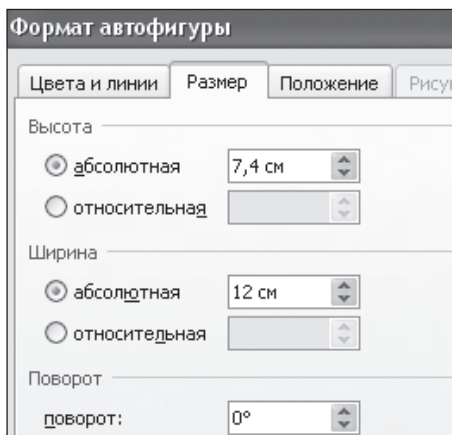 Формат автофигуры
Цвета и линии Размер Положение Рису
Высота
абсолютная 7,4 см
относительная
Ширина
абсолютная 12 см
относительная
Поворот
поворот: 0°